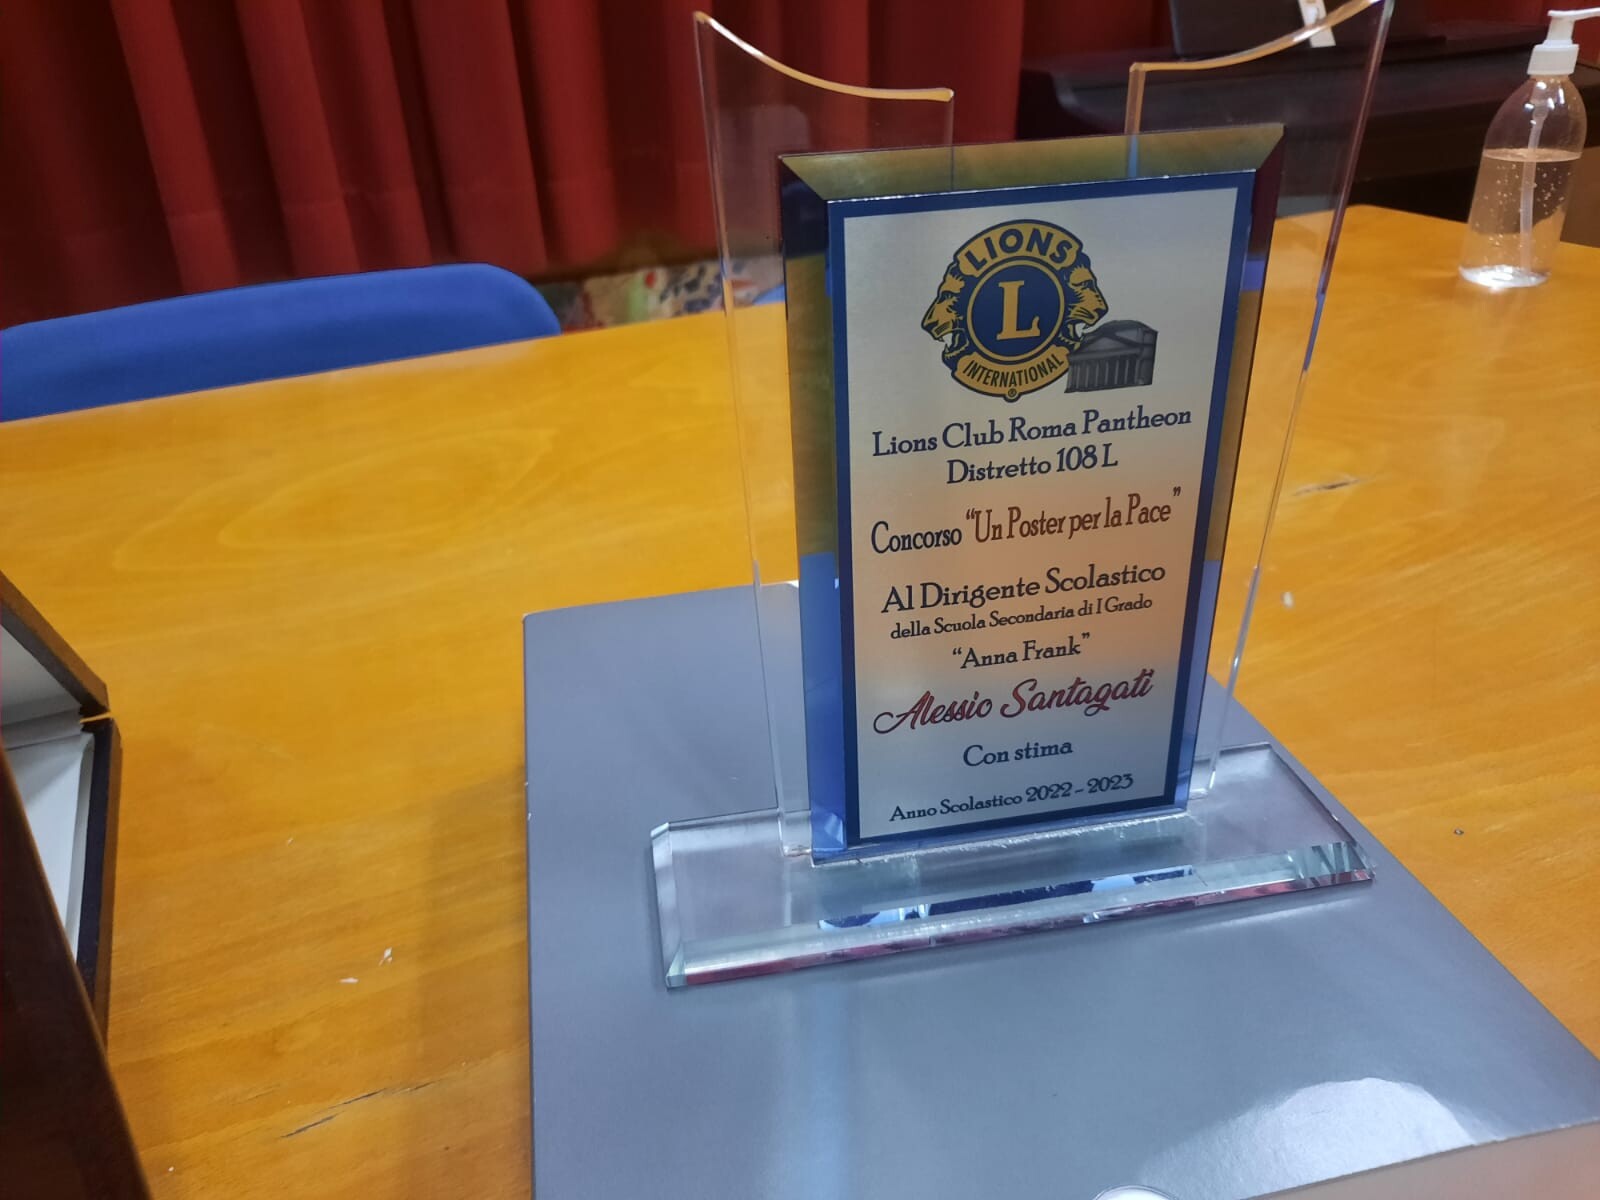 LIONS
L
INTERNATIONAL
®
Lions Club Roma Pantheon
Distretto 108 L
Concorso “Un Poster per la Pace”
Al Dirigente Scolastico
della Scuola Secondaria di I Grado
“Anna Frank”
Alessio Santagati
Con stima
Anno Scolastico 2022 - 2023